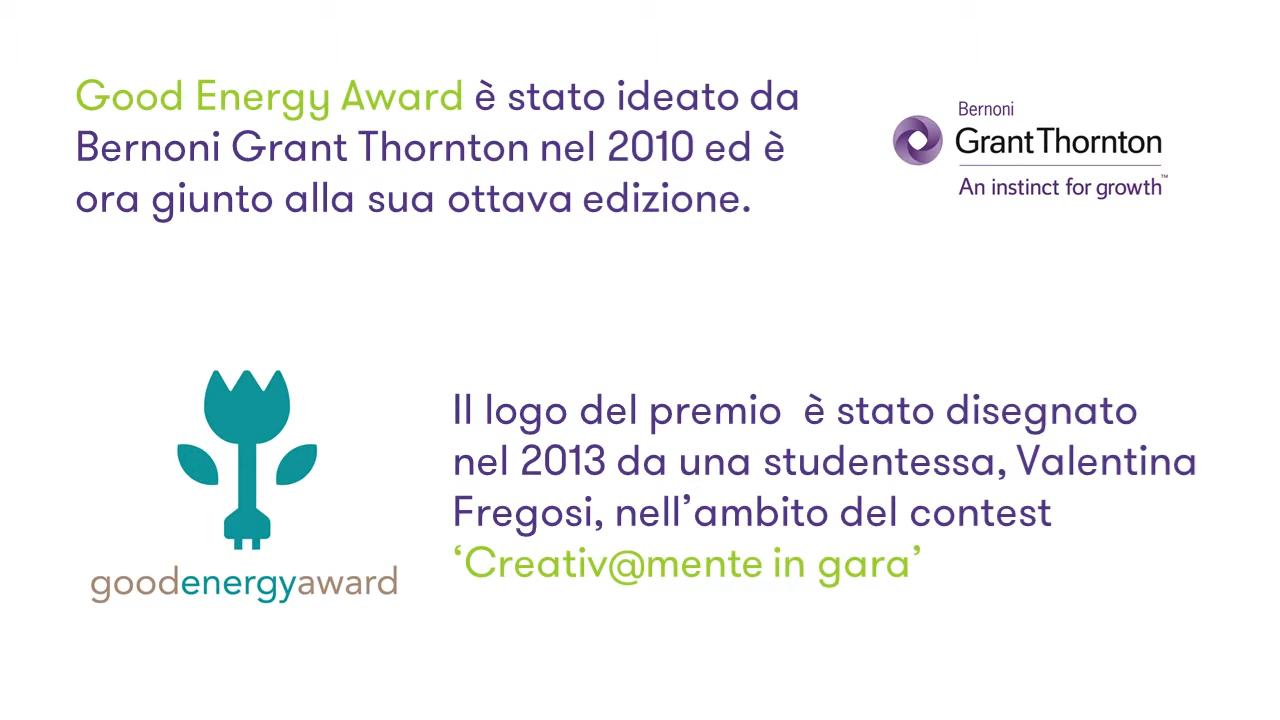 Good Energy Award è stato ideato da
Bernoni Grant Thornton nel 2010 ed è
ora giunto alla sua ottava edizione.
Bernoni
Grant Thornton
An instinct for growth™
Il logo del premio è stato disegnato
nel 2013 da una studentessa, Valentina
Fregosi, nell’ambito del contest
‘Creativ@mente in gara’
goodenergyaward